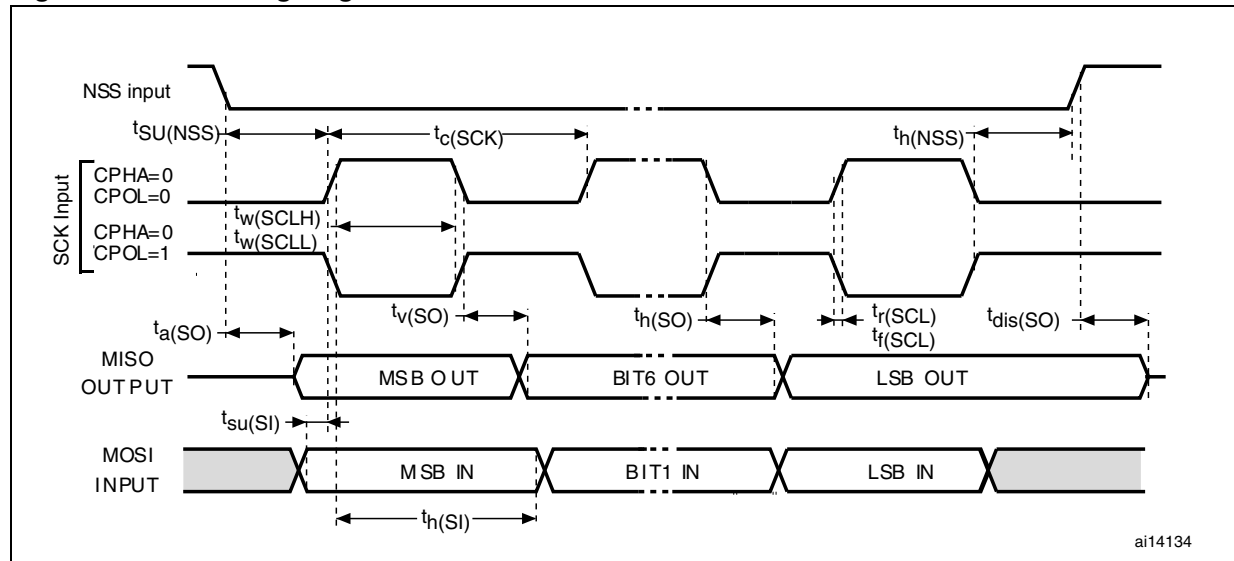 NSS input
tSU(NSS)
tc(SCK)
th(NSS)
SCK Input
CPHA=0
CPOL=0
tw(SCLH)
CPHA=0
tw(SCLL)
CPOL=1
tv(SO)
th(SO)
tr(SCL)
tf(SCL)
tdis(SO)
ta(SO)
MISO
OUTPUT
MSB OUT
BIT6 OUT
LSB OUT
tsu(SI)
MOSI
INPUT
MSB IN
BIT1 IN
LSB IN
th(SI)
ai14134